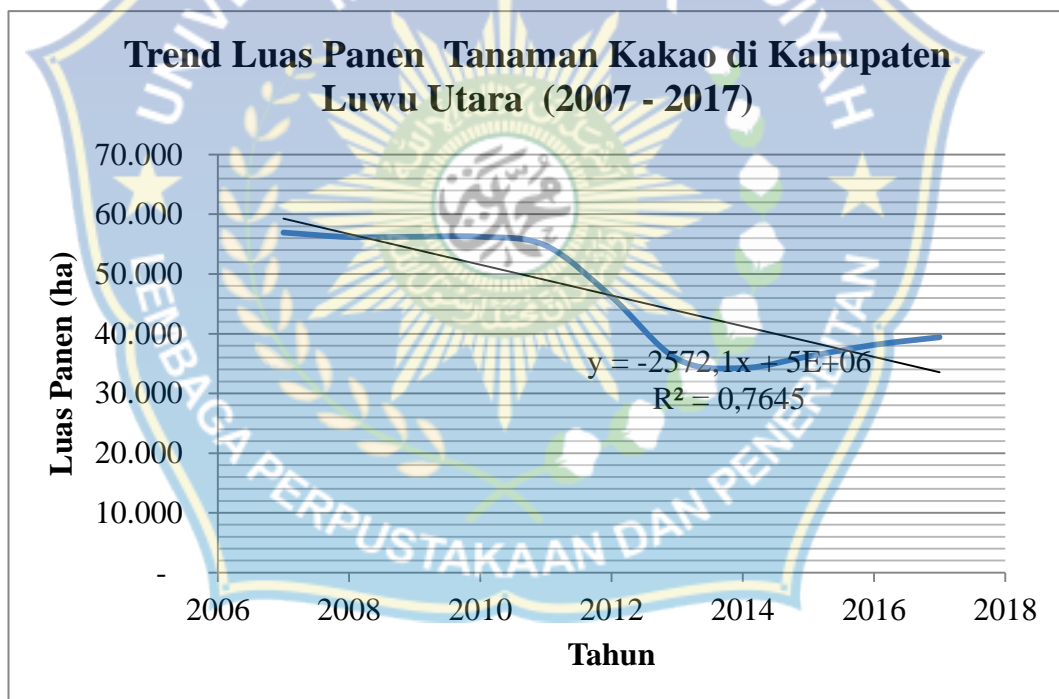 Trend Luas Panen Tanaman Kakao di Kabupaten
Luwu Utara (2007 - 2017)
70.000
60.000
50.000
40.000
30.000
20.000
10.000
-
Luas Panen (ha)
y = -2572,1x + 5E+06
R² = 0,7645
2006 2008 2010 2012 2014 2016 2018
Tahun
LEMBAGA PERPUSTAKAAN DAN PENERBITAN